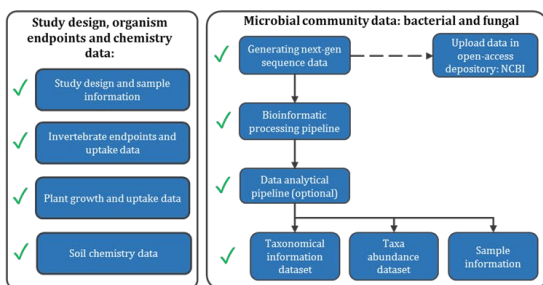 Study design, organism
endpoints and chemistry
data:
Study design and sample
information
Invertebrate endpoints and
uptake data
Plant growth and uptake data
Soil chemistry data
Microbial community data: bacterial and fungal
Generating next-gen
sequence data
Upload data in
open-access
depository: NCBI
Bioinformatic
processing pipeline
Data analytical
pipeline (optional)
Taxonomical
information
dataset
Taxa
abundance
dataset
Sample
information